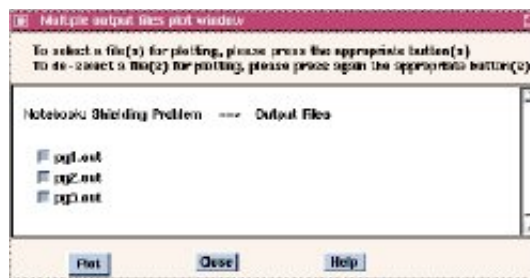 Multiple output files plot window
To select a file(s) for plotting, please press the appropriate button(s)
To de-select a file(s) for plotting, please press again the appropriate button(s)
Notebook: Shielding Problem ---> Output Files
pg1.out
pg2.out
pg3.out
Plot Close Help